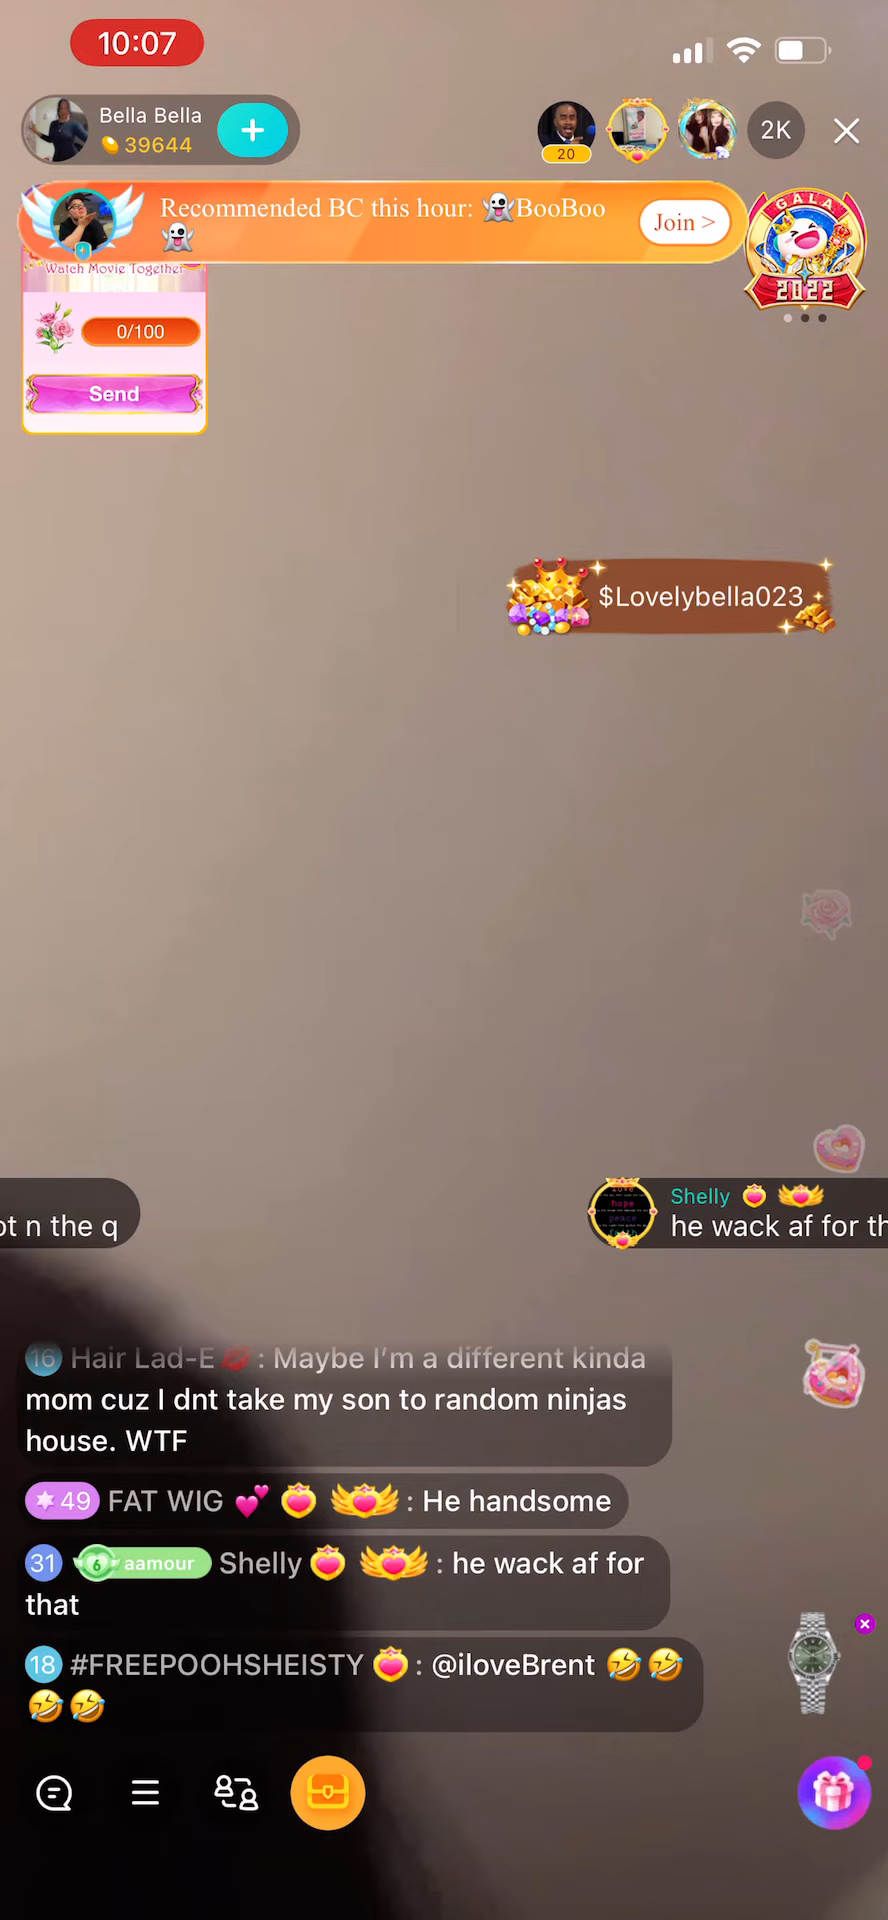 10:07
Bella Bella
39644
20
2K
Recommended BC this hour: 👻BooBoo
👻
Join >
GALA
2022
Watch Movie Together
0/100
Send
$Lovelybella023
ot n the q
Shelly
he wack af for th
hope
peace
16 Hair Lad-E 💋 : Maybe I'm a different kinda
mom cuz I dnt take my son to random ninjas
house. WTF
49 FAT WIG 💕 : He handsome
31 6 aamour Shelly : he wack af for
that
18 #FREEPOOHSHEISTY : @iloveBrent 🤣🤣
🤣🤣